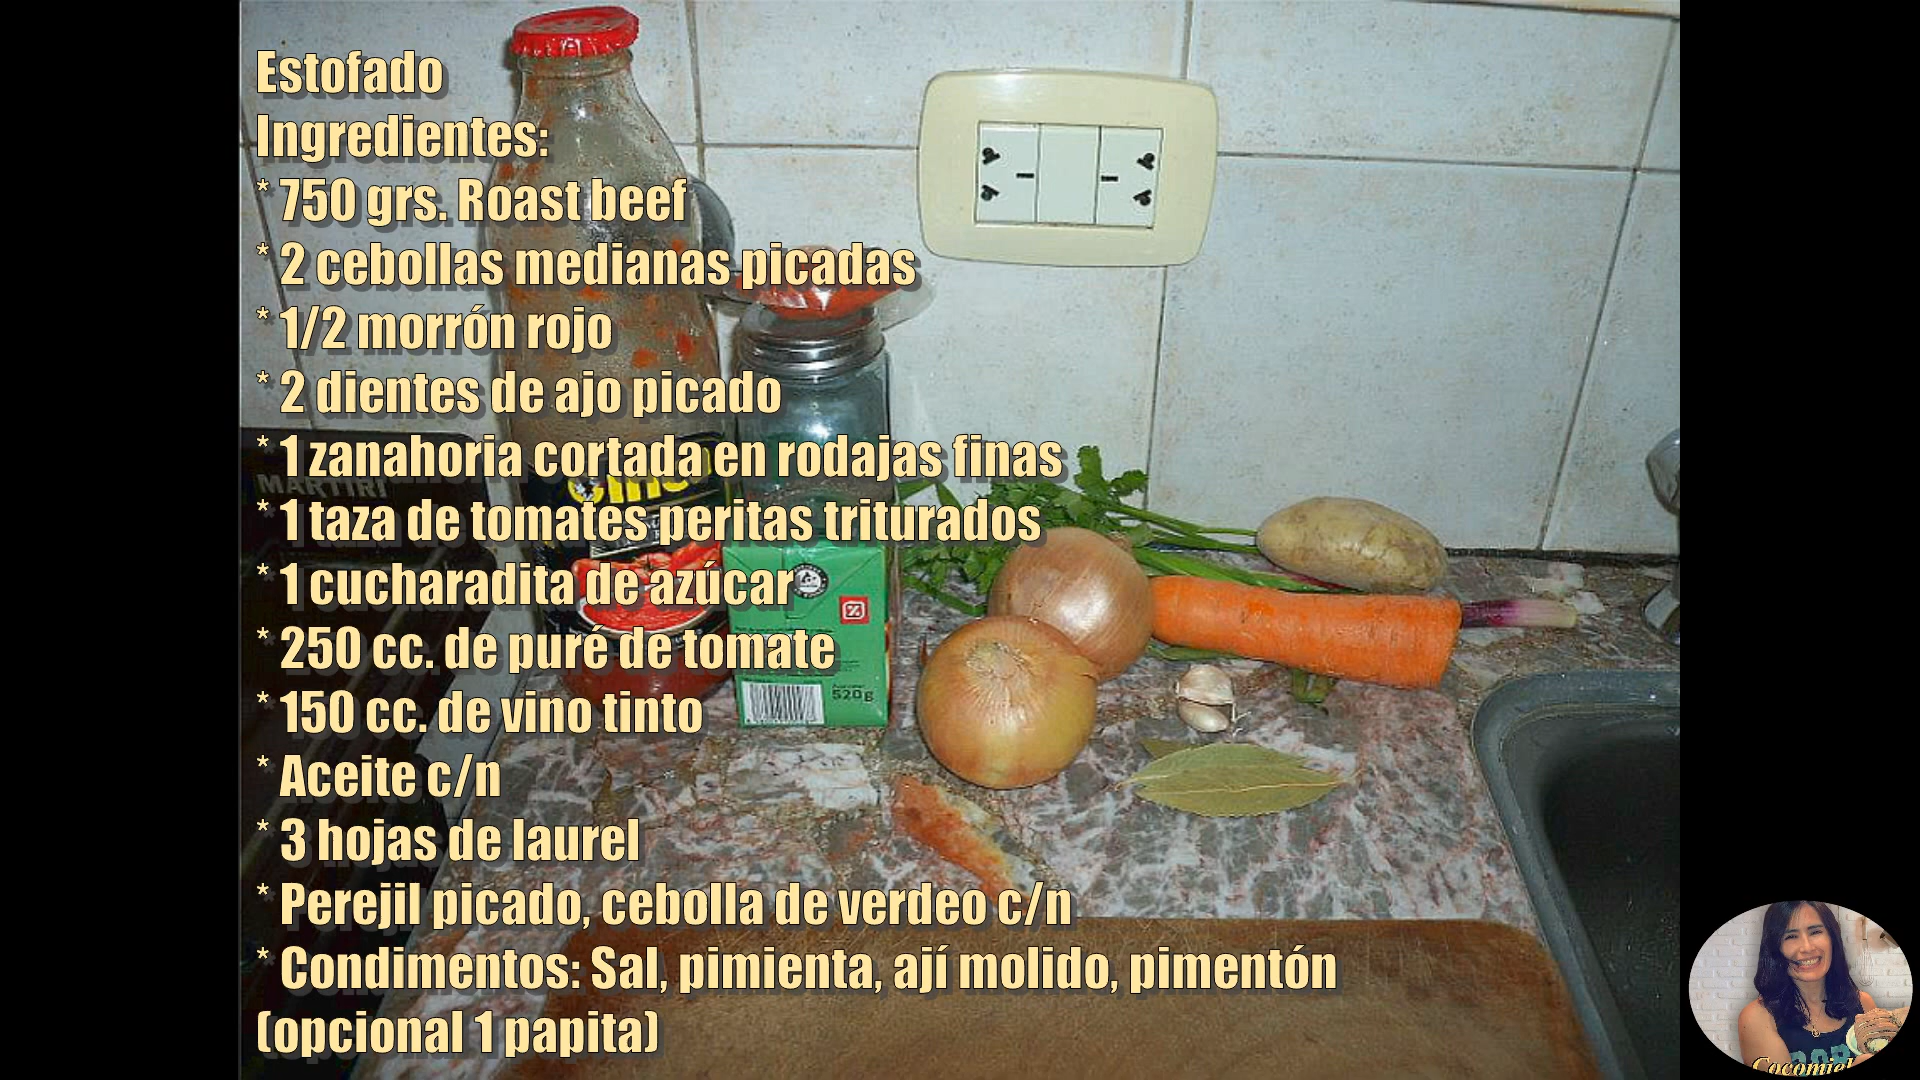 Estofado
Ingredientes:
* 750 grs. Roast beef
* 2 cebollas medianas picadas
* 1/2 morrón rojo
* 2 dientes de ajo picado
* 1 zanahoria cortada en rodajas finas
MARTIRI
* 1 taza de tomates peritas triturados
* 1 cucharadita de azúcar
* 250 cc. de puré de tomate
520g
* 150 cc. de vino tinto
* Aceite c/n
* 3 hojas de laurel
* Perejil picado, cebolla de verdeo c/n
* Condimentos: Sal, pimienta, ají molido, pimentón
(opcional 1 papita)
Cocomiel